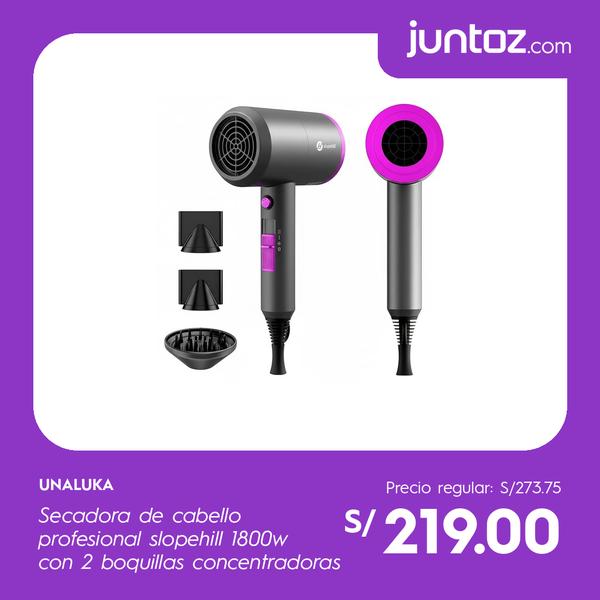 juntoz.com
slopehill
UNALUKA
Secadora de cabello
profesional slopehill 1800w
con 2 boquillas concentradoras
Precio regular: S/273.75
S/ 219.00